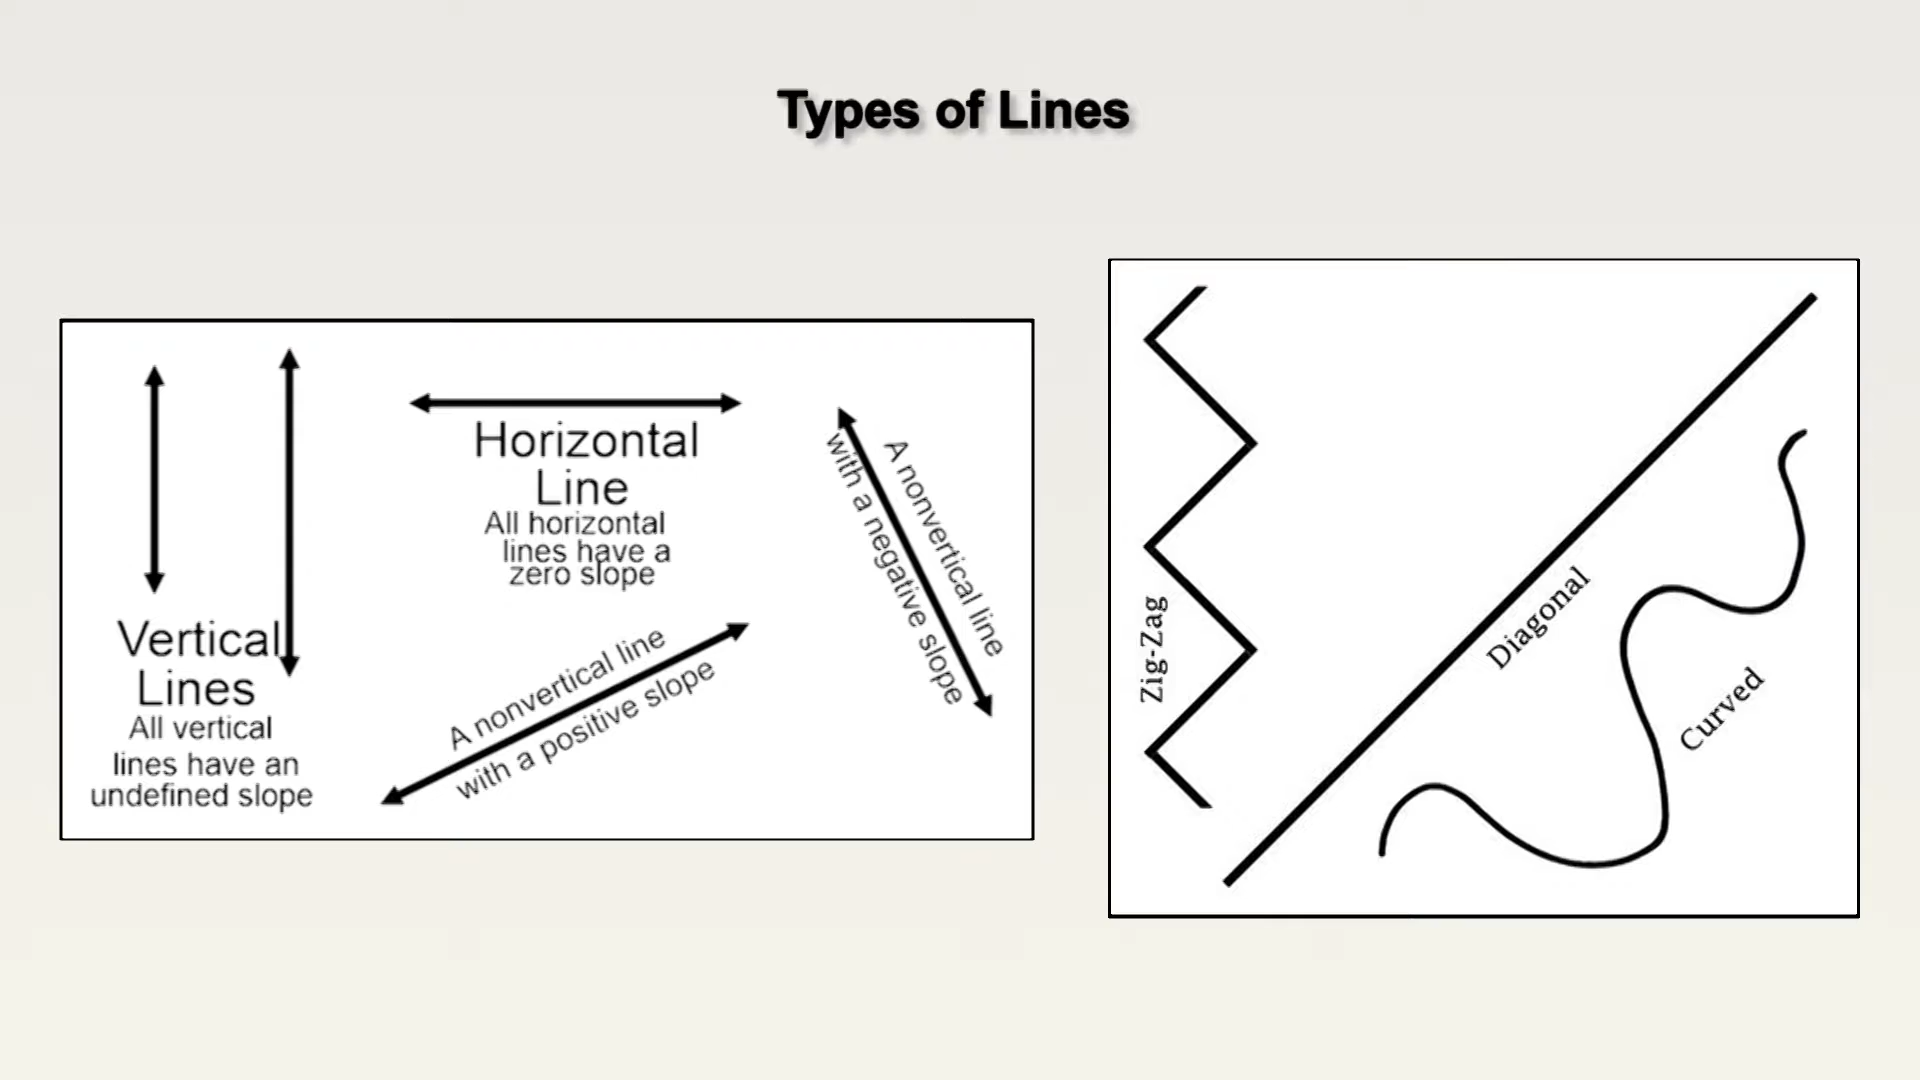 Types of Lines
Vertical
Lines
All vertical
lines have an
undefined slope
Horizontal
Line
All horizontal
lines have a
zero slope
A nonvertical line
with a positive slope
A nonvertical line
with a negative slope
Zig-Zag
Diagonal
Curved